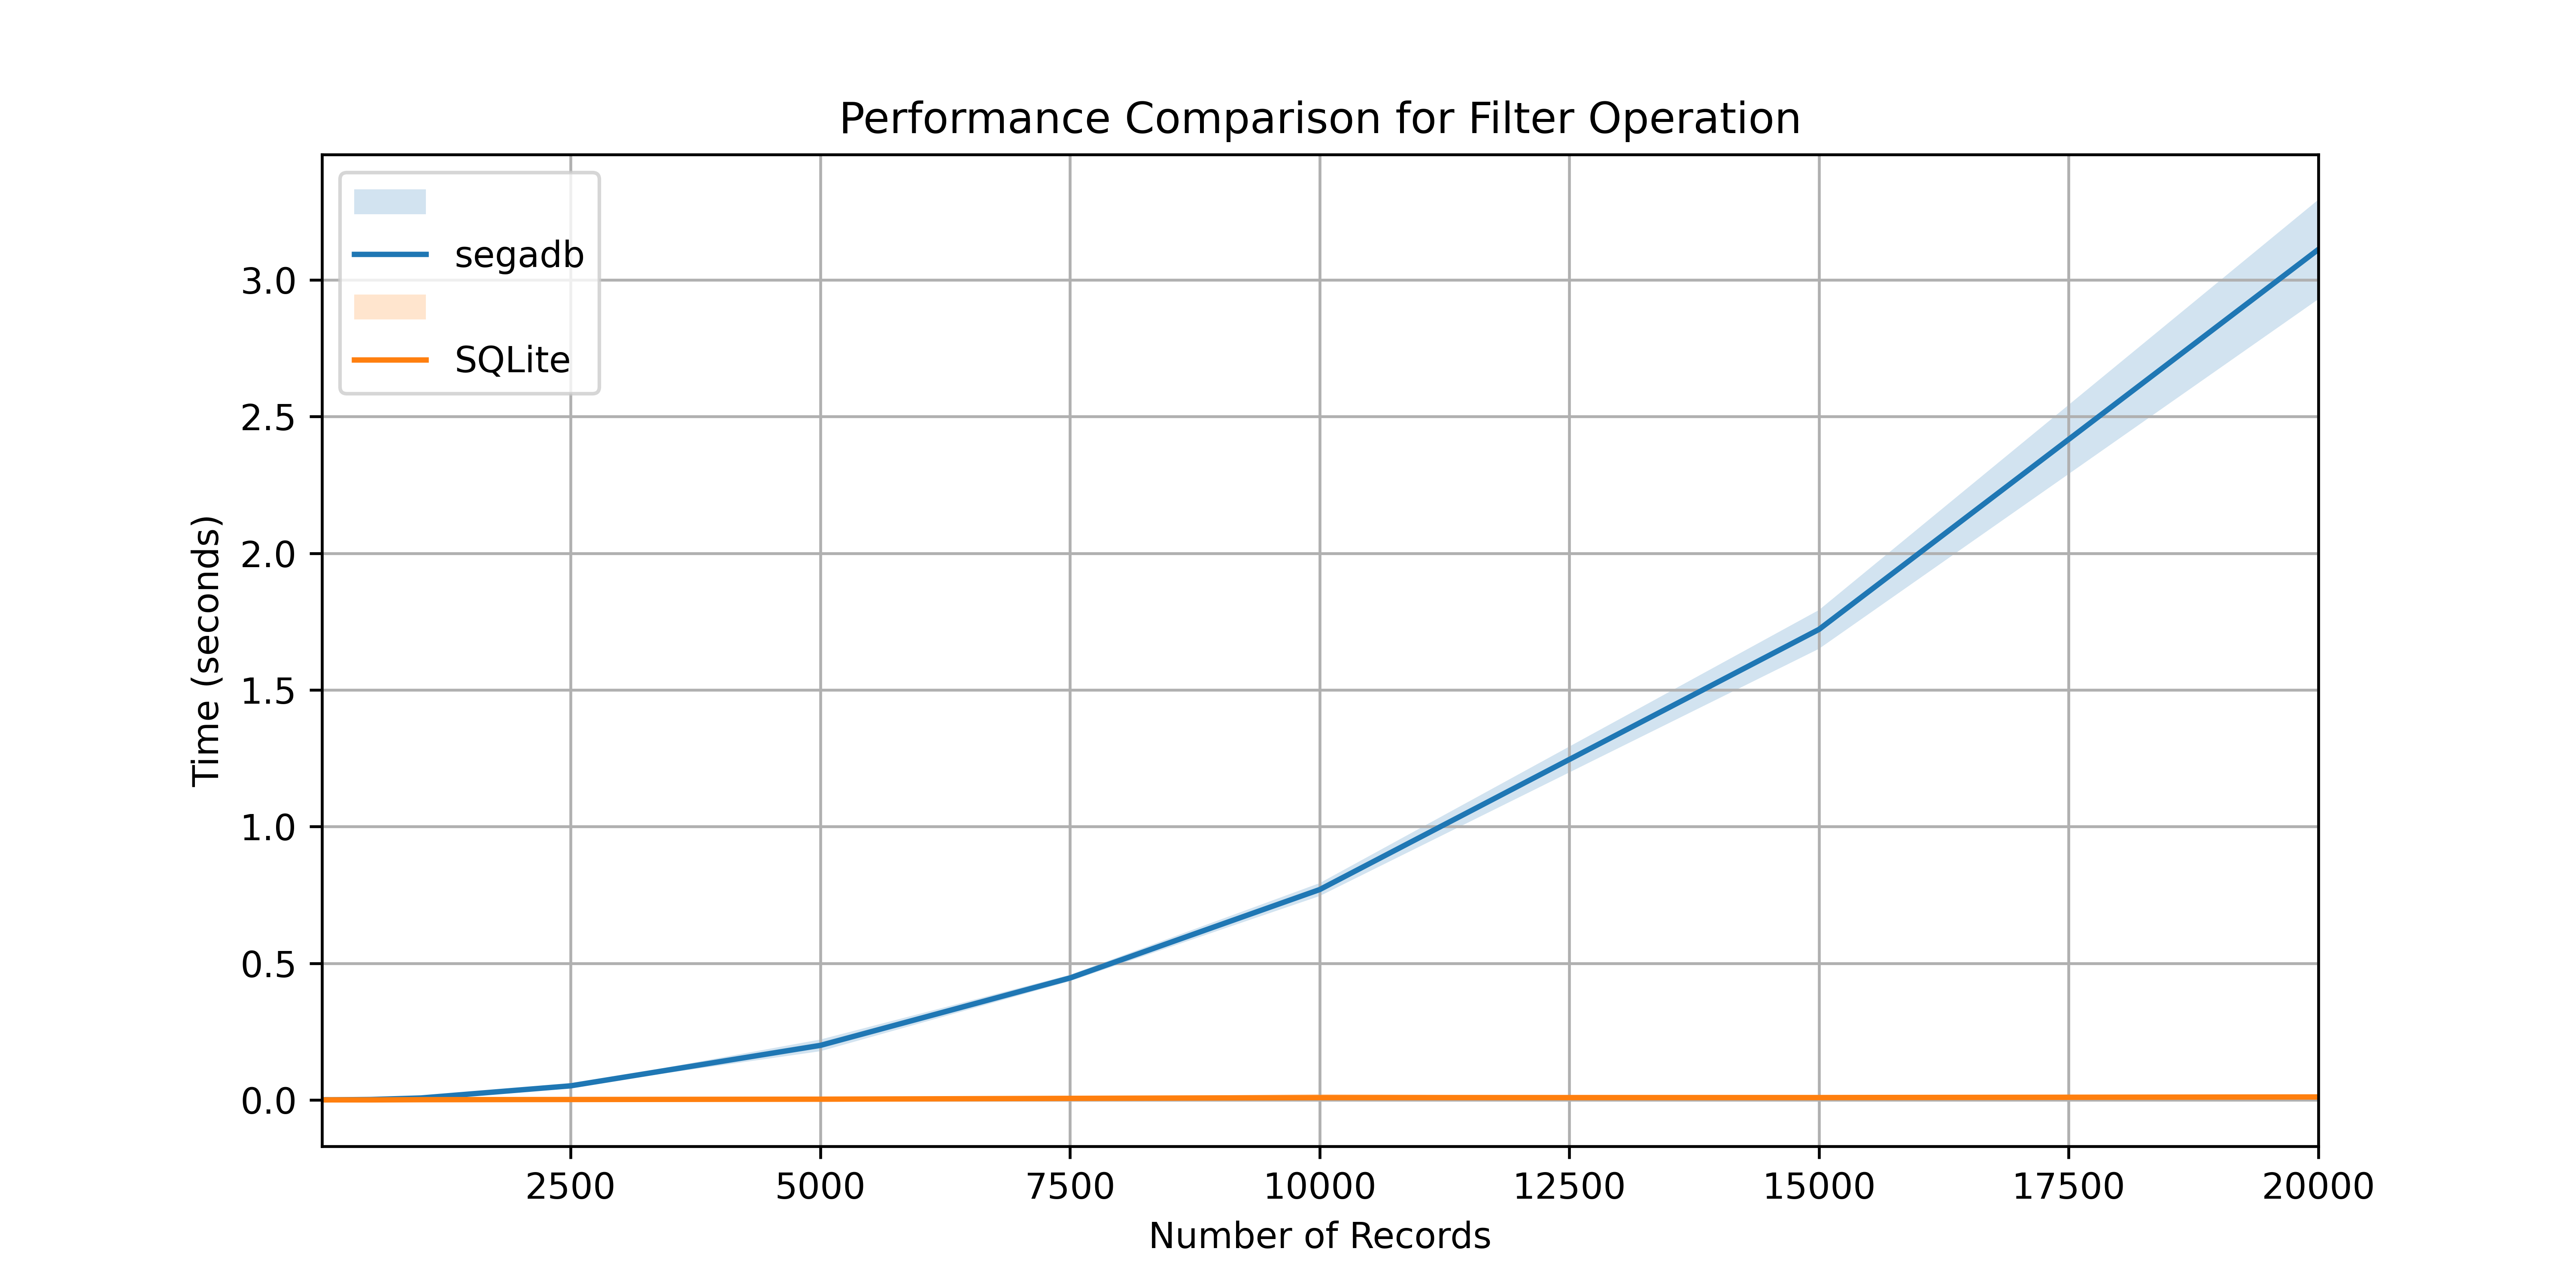 Performance Comparison for Filter Operation
segadb
SQLite
3.0
2.5
2.0
1.5
1.0
0.5
0.0
Time (seconds)
2500 5000 7500 10000 12500 15000 17500 20000
Number of Records